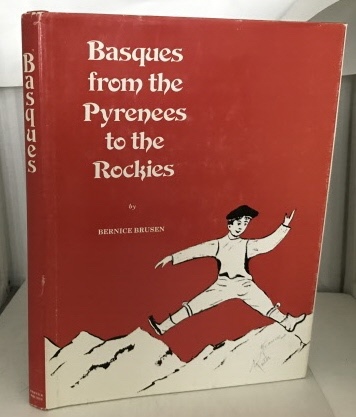 Basques
from the
Pyrenees
to the
Rockies
by
BERNICE BRUSEN
Basques